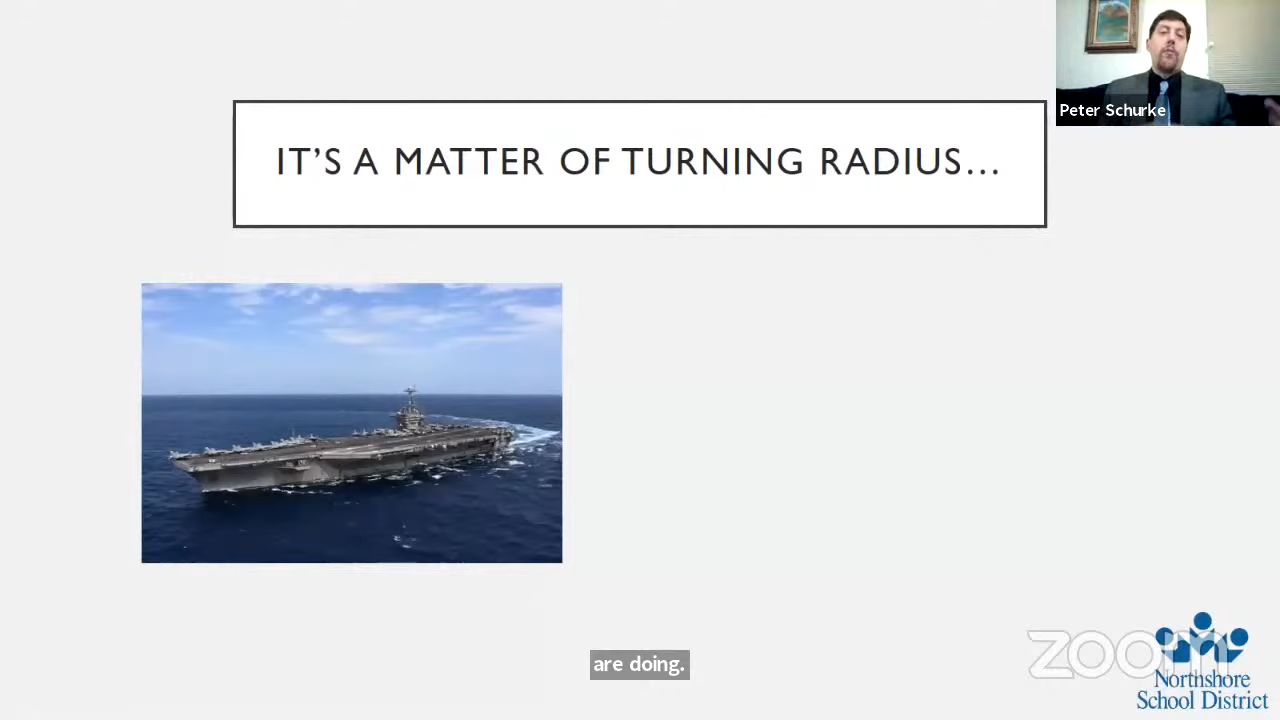 Peter Schurke
IT’S A MATTER OF TURNING RADIUS…
are doing.
zoom
Northshore
School District